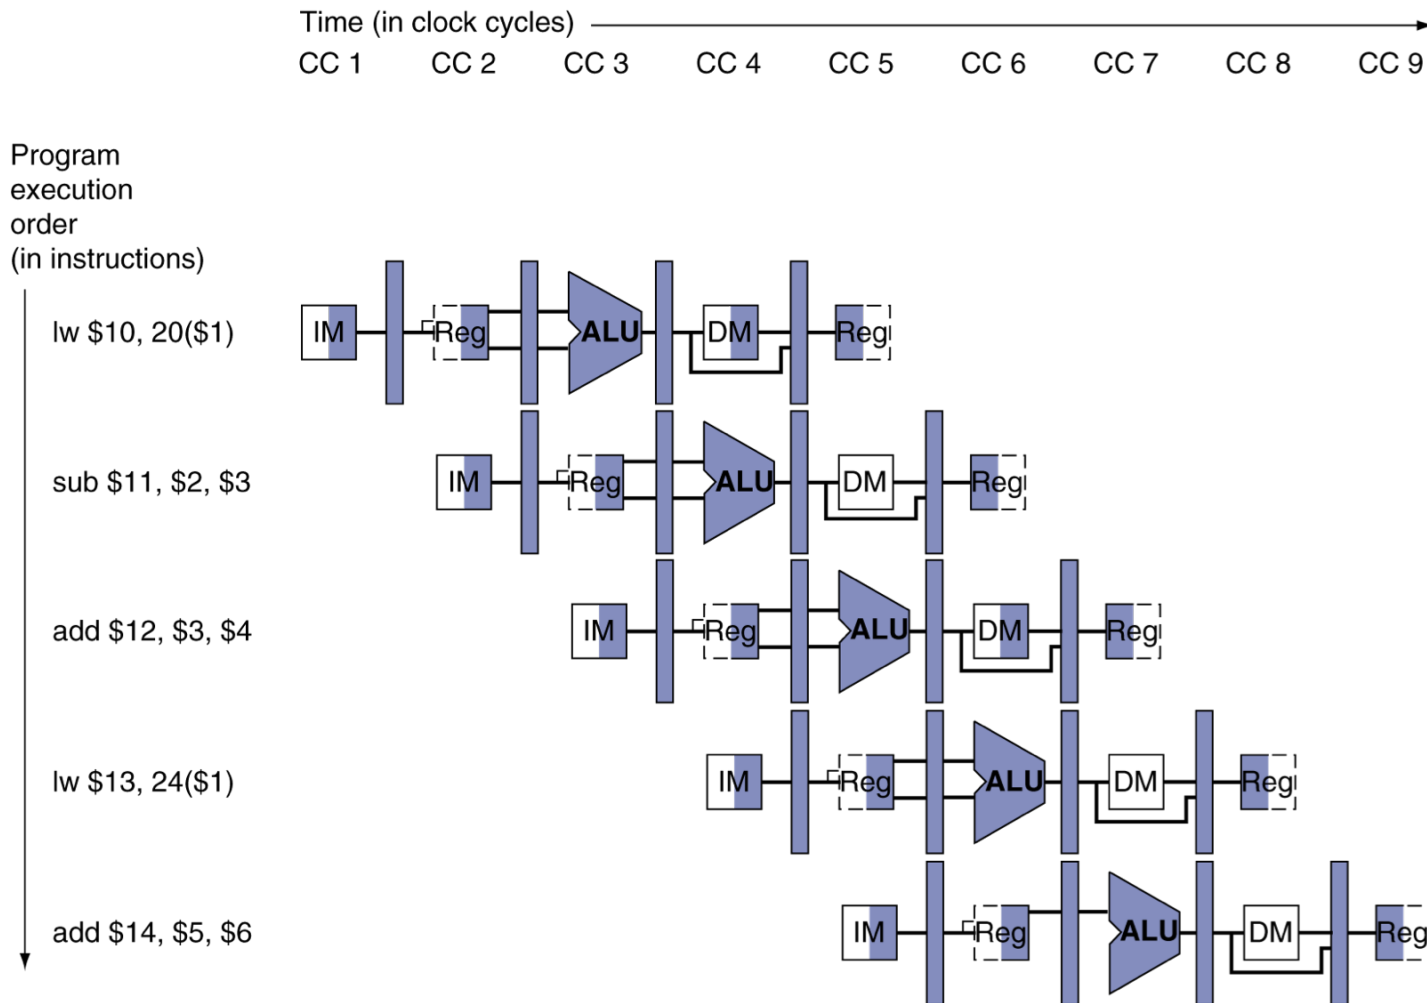 Time (in clock cycles)
CC 1 CC 2 CC 3 CC 4 CC 5 CC 6 CC 7 CC 8 CC 9
Program
execution
order
(in instructions)
lw $10, 20($1) IM Reg ALU DM Reg
sub $11, $2, $3 IM Reg ALU DM Reg
add $12, $3, $4 IM Reg ALU DM Reg
lw $13, 24($1) IM Reg ALU DM Reg
add $14, $5, $6 IM Reg ALU DM Reg